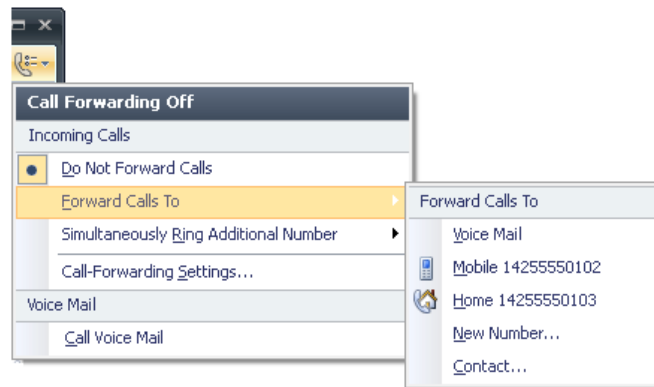 Call Forwarding Off
Incoming Calls
Do Not Forward Calls
Forward Calls To
Simultaneously Ring Additional Number
Call-Forwarding Settings...
Voice Mail
Call Voice Mail
Forward Calls To
Voice Mail
Mobile 14255550102
Home 14255550103
New Number...
Contact...